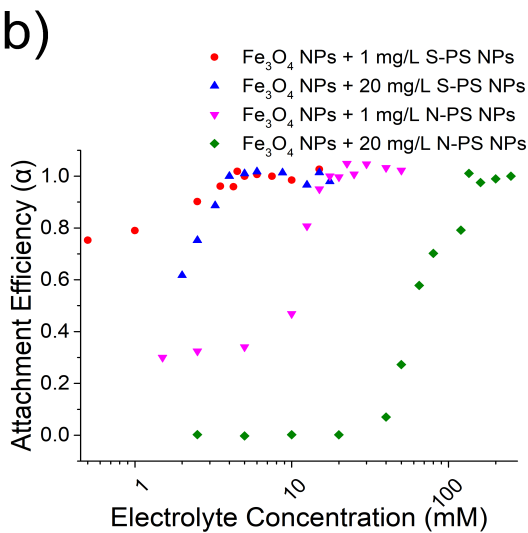 b)
Fe3O4 NPs + 1 mg/L S-PS NPs
Fe3O4 NPs + 20 mg/L S-PS NPs
Fe3O4 NPs + 1 mg/L N-PS NPs
Fe3O4 NPs + 20 mg/L N-PS NPs
Attachment Efficiency (α)
1.0
0.8
0.6
0.4
0.2
0.0
1
10
100
Electrolyte Concentration (mM)